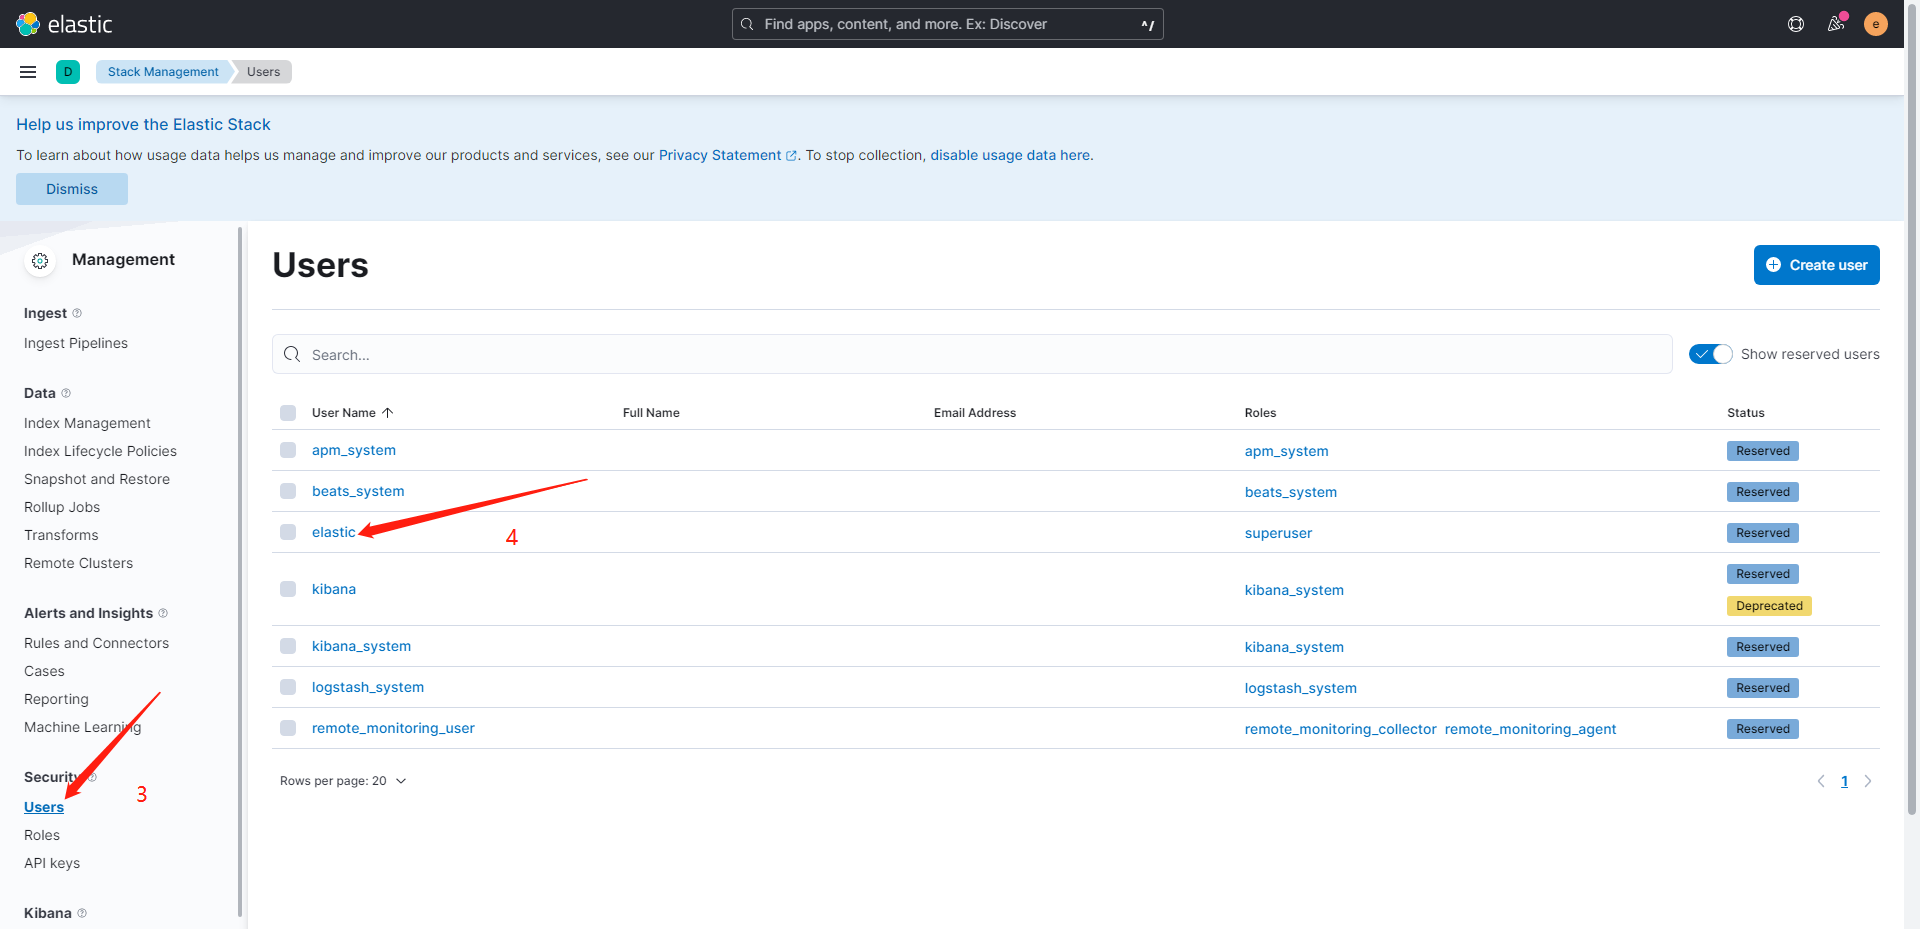 elastic
Find apps, content, and more. Ex: Discover
^/
e
D
Stack Management
Users
Help us improve the Elastic Stack
To learn about how usage data helps us manage and improve our products and services, see our Privacy Statement. To stop collection, disable usage data here.
Dismiss
Management
Ingest
Ingest Pipelines
Data
Index Management
Index Lifecycle Policies
Snapshot and Restore
Rollup Jobs
Transforms
Remote Clusters
Alerts and Insights
Rules and Connectors
Cases
Reporting
Machine Learning
Security
3
Users
Roles
API keys
Kibana
Users
Create user
Search...
Show reserved users
User Name Full Name Email Address Roles Status
apm_system apm_system Reserved
beats_system beats_system Reserved
elastic superuser Reserved
4
kibana kibana_system Reserved
Deprecated
kibana_system kibana_system Reserved
logstash_system logstash_system Reserved
remote_monitoring_user remote_monitoring_collector remote_monitoring_agent Reserved
Rows per page: 20
1